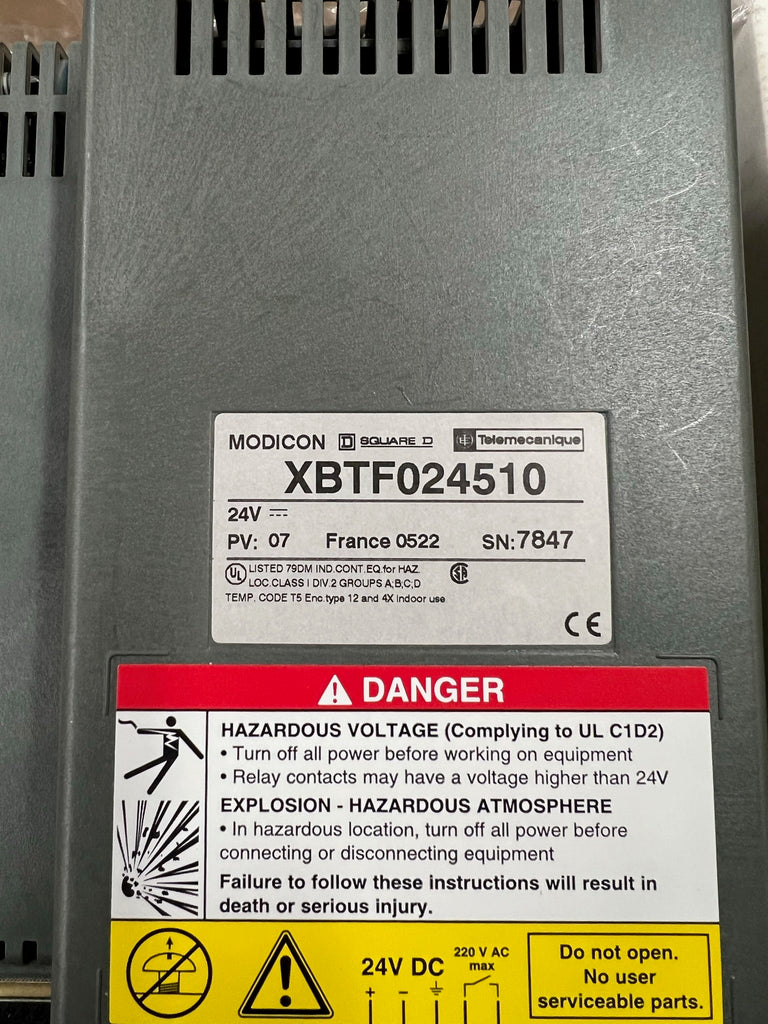 MODICON SQUARE D Telemecanique
XBTF024510
24V
PV: 07 France 0522 SN:7847
UL LISTED 79DM IND.CONT.EQ.for HAZ.
LOC.CLASS I DIV.2 GROUPS A;B;C;D
TEMP. CODE T5 Enc.type 12 and 4X Indoor use
CE
DANGER
HAZARDOUS VOLTAGE (Complying to UL C1D2)
• Turn off all power before working on equipment
• Relay contacts may have a voltage higher than 24V
EXPLOSION - HAZARDOUS ATMOSPHERE
• In hazardous location, turn off all power before
connecting or disconnecting equipment
Failure to follow these instructions will result in
death or serious injury.
24V DC
+ –
220 V AC
max
Do not open.
No user
serviceable parts.